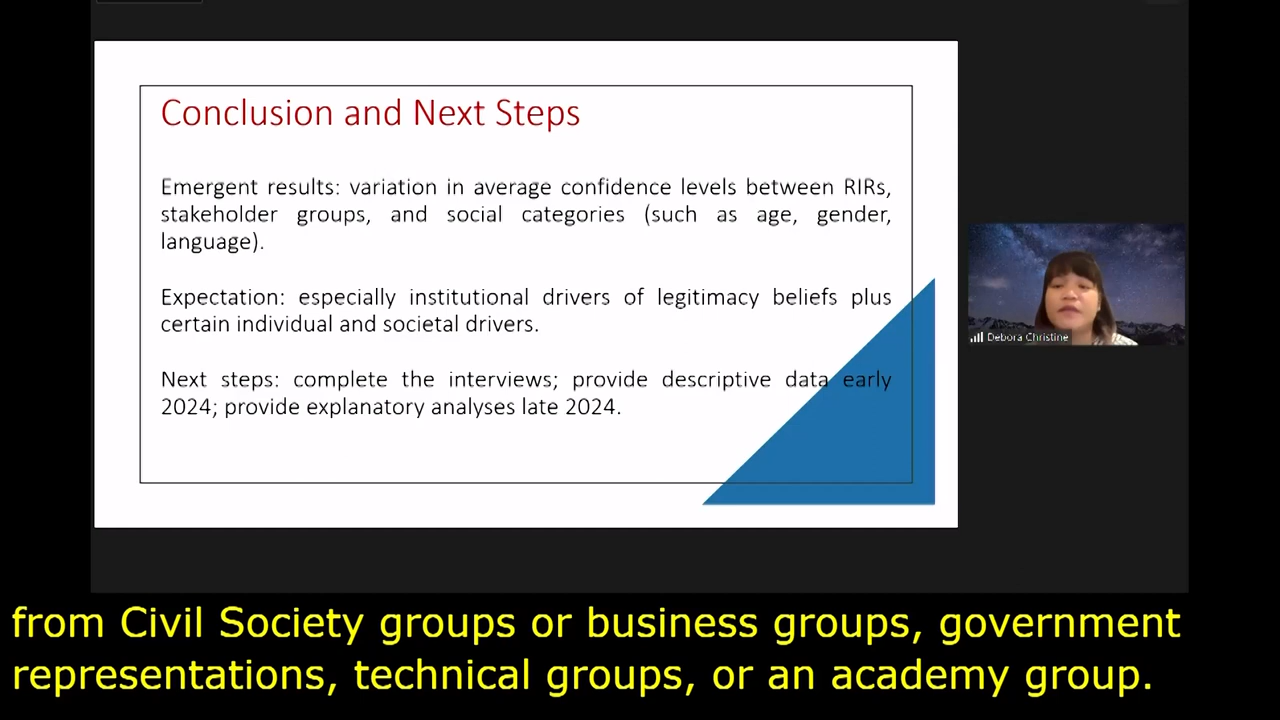 Conclusion and Next Steps
Emergent results: variation in average confidence levels between RIRs,
stakeholder groups, and social categories (such as age, gender,
language).
Expectation: especially institutional drivers of legitimacy beliefs plus
certain individual and societal drivers.
Next steps: complete the interviews; provide descriptive data early
2024; provide explanatory analyses late 2024.
Debora Christine
from Civil Society groups or business groups, government
representations, technical groups, or an academy group.